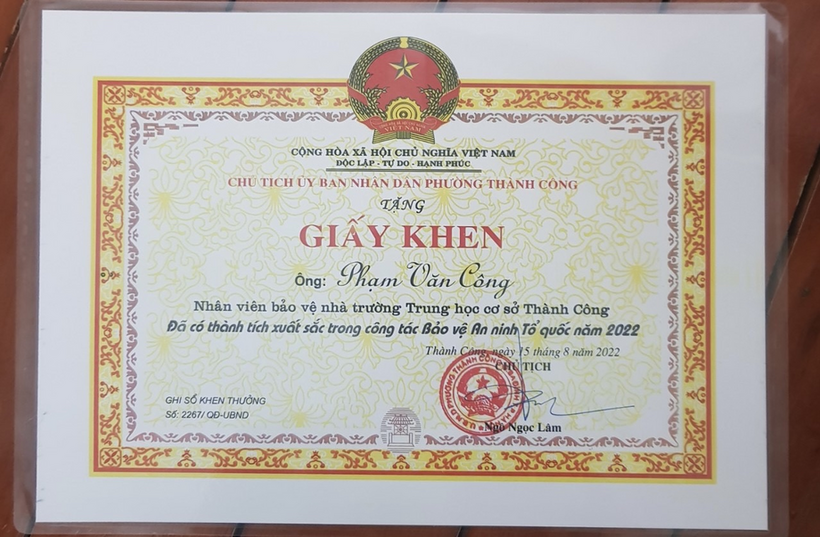 CỘNG HÒA XÃ HỘI CHỦ NGHĨA VIỆT NAM
ĐỘC LẬP - TỰ DO - HẠNH PHÚC
CHỦ TỊCH ỦY BAN NHÂN DÂN PHƯỜNG THÀNH CÔNG
TẶNG
GIẤY KHEN
Ông: Phạm Văn Công
Nhân viên bảo vệ nhà trường Trung học cơ sở Thành Công
Đã có thành tích xuất sắc trong công tác Bảo vệ An ninh Tổ quốc năm 2022
Thành Công, ngày 15 tháng 8 năm 2022
CHỦ TỊCH
GHI SỔ KHEN THƯỞNG
Số: 2267/ QĐ-UBND
Ngô Ngọc Lâm